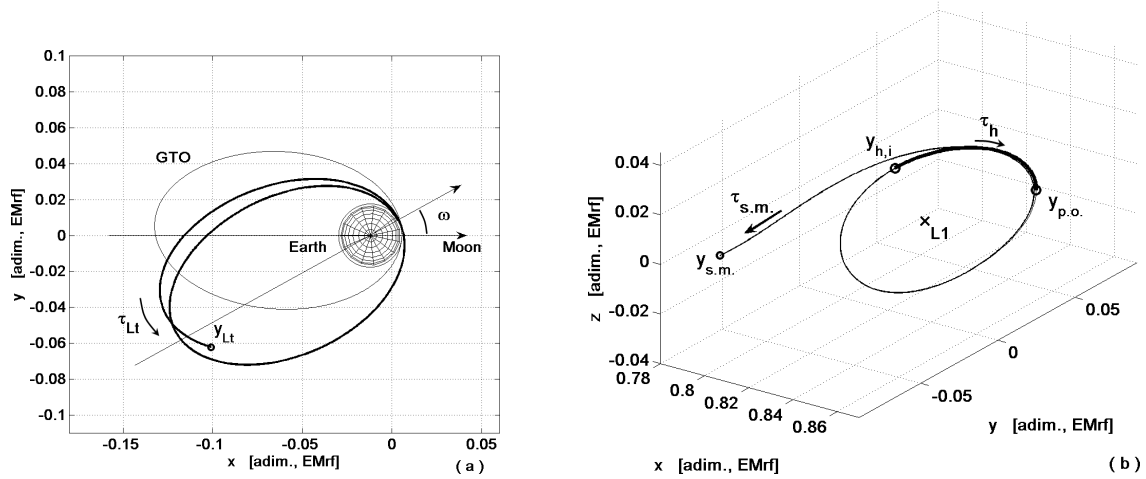 0.1
0.08
0.06
0.04
0.02
0
-0.02
-0.04
-0.06
-0.08
-0.1
y [adim., EMrf]
-0.15
-0.1
-0.05
0
0.05
x [adim., EMrf]
( a )
GTO
Earth
Moon
ω
τLt
yLt
0.04
0.02
0
-0.02
-0.04
z [adim., EMrf]
0.78
0.8
0.82
0.84
0.86
x [adim., EMrf]
-0.05
0
0.05
y [adim., EMrf]
( b )
τh
yh,i
τs.m.
yp.o.
L1
ys.m.